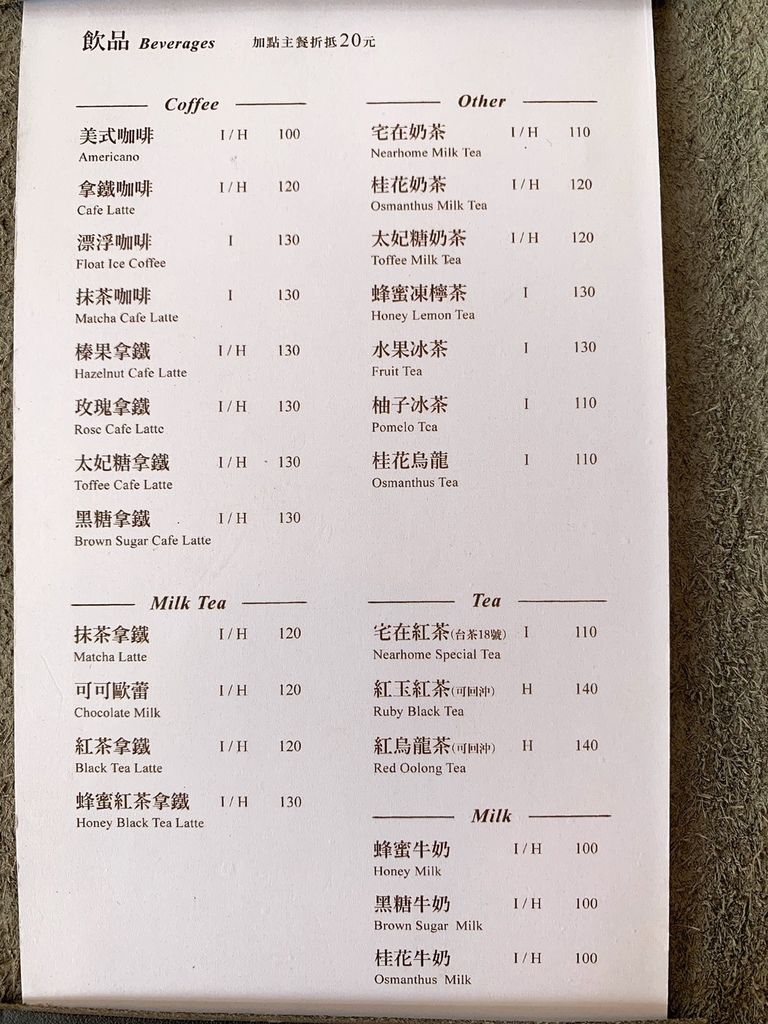 飲品 Beverages 加點主餐折抵20元
Coffee
美式咖啡 I / H 100
Americano
拿鐵咖啡 I / H 120
Cafe Latte
漂浮咖啡 I 130
Float Ice Coffee
抹茶咖啡 I 130
Matcha Cafe Latte
榛果拿鐵 I / H 130
Hazelnut Cafe Latte
玫瑰拿鐵 I / H 130
Rose Cafe Latte
太妃糖拿鐵 I / H 130
Toffee Cafe Latte
黑糖拿鐵 I / H 130
Brown Sugar Cafe Latte
Milk Tea
抹茶拿鐵 I / H 120
Matcha Latte
可可歐蕾 I / H 120
Chocolate Milk
紅茶拿鐵 I / H 120
Black Tea Latte
蜂蜜紅茶拿鐵 I / H 130
Honey Black Tea Latte
Other
宅在奶茶 I / H 110
Nearhome Milk Tea
桂花奶茶 I / H 120
Osmanthus Milk Tea
太妃糖奶茶 I / H 120
Toffee Milk Tea
蜂蜜凍檸茶 I 130
Honey Lemon Tea
水果冰茶 I 130
Fruit Tea
柚子冰茶 I 110
Pomelo Tea
桂花烏龍 I 110
Osmanthus Tea
Tea
宅在紅茶(台茶18號) I 110
Nearhome Special Tea
紅玉紅茶(可回沖) H 140
Ruby Black Tea
紅烏龍茶(可回沖) H 140
Red Oolong Tea
Milk
蜂蜜牛奶 I / H 100
Honey Milk
黑糖牛奶 I / H 100
Brown Sugar Milk
桂花牛奶 I / H 100
Osmanthus Milk